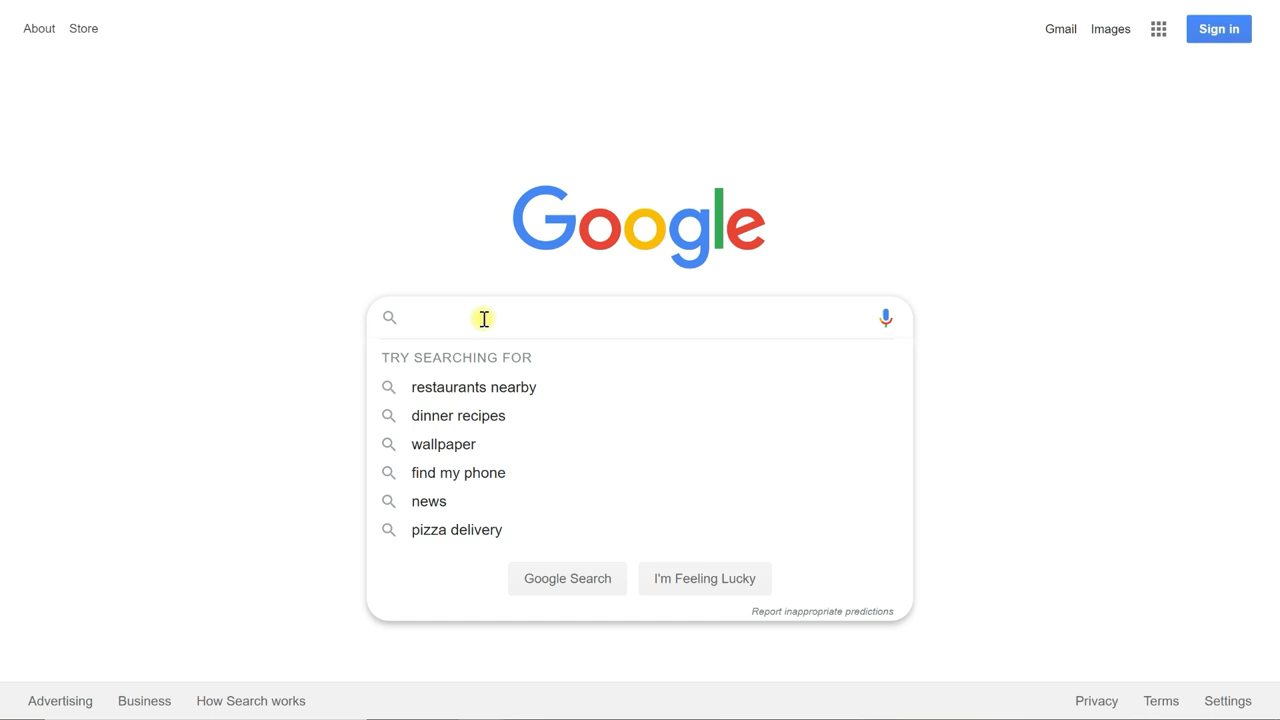 About Store
Gmail Images Sign in
Google
TRY SEARCHING FOR
restaurants nearby
dinner recipes
wallpaper
find my phone
news
pizza delivery
Google Search I'm Feeling Lucky
Report inappropriate predictions
Advertising Business How Search works
Privacy Terms Settings